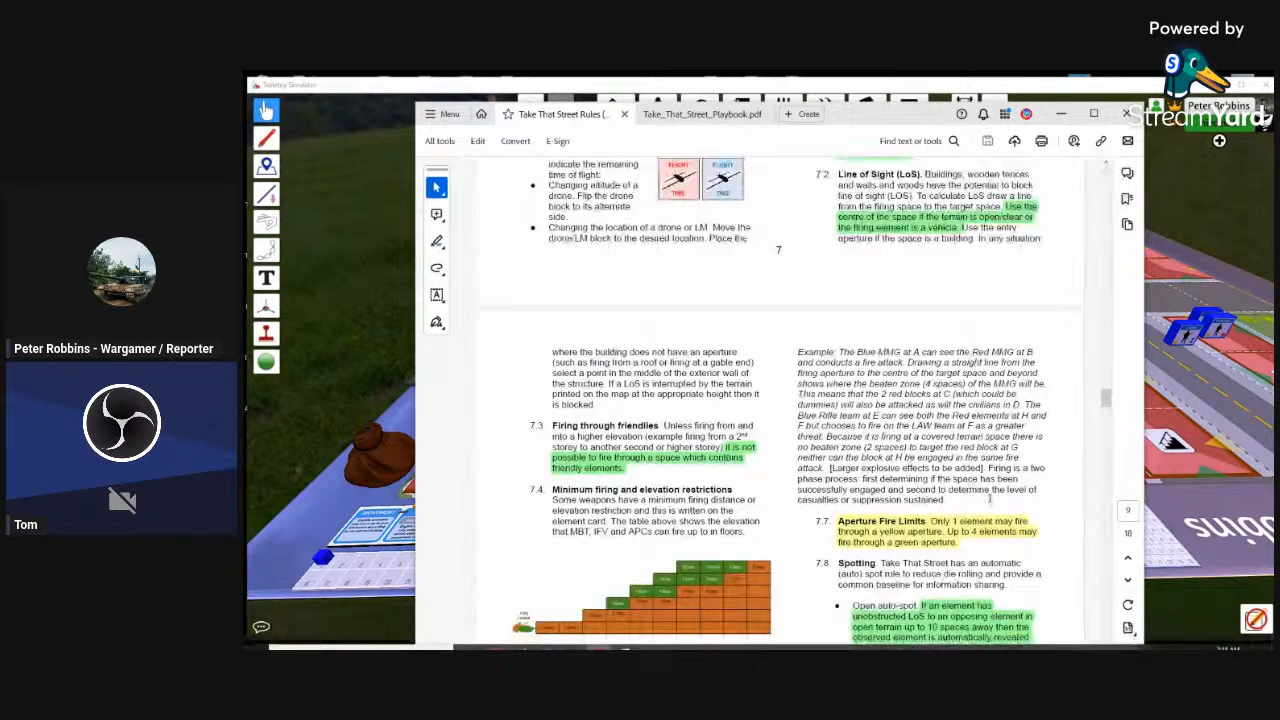 Powered by
StreamYard
Peter Robbins
Tabletop Simulator
Menu
Take That Street Rules (...
Take_That_Street_Playbook.pdf
Create
All tools
Edit
Convert
E-Sign
Find text or tools
indicate the remaining
time of flight:
Changing altitude of a
drone. Flip the drone
block to its alternate
side.
Changing the location of a drone or LM. Move the
drone/LM block to the desired location. Place the
7
7.2. Line of Sight (LoS). Buildings, wooden fences
and walls and woods have the potential to block
line of sight (LOS). To calculate LoS draw a line
from the firing space to the target space. Use the
centre of the space if the terrain is open/clear or
the firing element is a vehicle. Use the entry
aperture if the space is a building. In any situation
where the building does not have an aperture
(such as firing from a roof or firing at a gable end)
select a point in the middle of the exterior wall of
the structure. If a LoS is interrupted by the terrain
printed on the map at the appropriate height then it
is blocked.
7.3 Firing through friendlies. Unless firing from and
into a higher elevation (example firing from a 2nd
storey to another second or higher storey) it is not
possible to fire through a space which contains
friendly elements.
7.4. Minimum firing and elevation restrictions
Some weapons have a minimum firing distance or
elevation restriction and this is written on the
element card. The table above shows the elevation
that MBT, IFV and APCs can fire up to in floors.
Example: The Blue MMG at A can see the Red MMG at B
and conducts a fire attack. Drawing a straight line from the
firing aperture to the centre of the target space and beyond
shows where the beaten zone (4 spaces) of the MMG will be.
This means that the 2 red blocks at C (which could be
dummies) will also be attacked as will the civilians in D. The
Blue Rifle team at E can see both the Red elements at H and
F but chooses to fire on the LAW team at F as a greater
threat. Because it is firing at a covered terrain space there is
no beaten zone (2 spaces) to target the red block at G
neither can the block at H be engaged in the same fire
attack. [Larger explosive effects to be added]. Firing is a two
phase process: first determining if the space has been
successfully engaged and second to determine the level of
casualties or suppression sustained.
7.7. Aperture Fire Limits. Only 1 element may fire
through a yellow aperture. Up to 4 elements may
fire through a green aperture.
7.8 Spotting. Take That Street has an automatic
(auto) spot rule to reduce die rolling and provide a
common baseline for information sharing.
Open auto-spot. If an element has
unobstructed LoS to an opposing element in
open terrain up to 10 spaces away then the
observed element is automatically revealed
9
18
Peter Robbins - Wargamer / Reporter
Tom
MOVEMENT